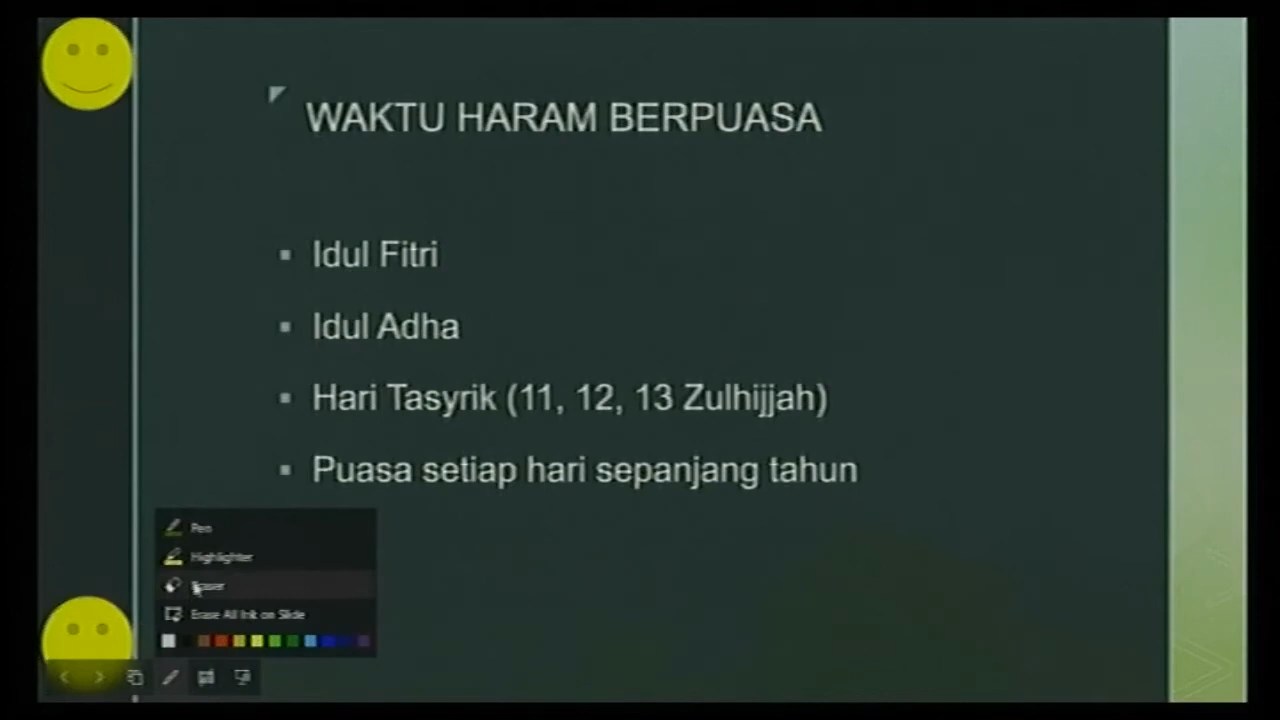 WAKTU HARAM BERPUASA
Idul Fitri
Idul Adha
Hari Tasyrik (11, 12, 13 Zulhijjah)
Puasa setiap hari sepanjang tahun
Pen
Highlighter
Eraser
Erase All Ink on Slide